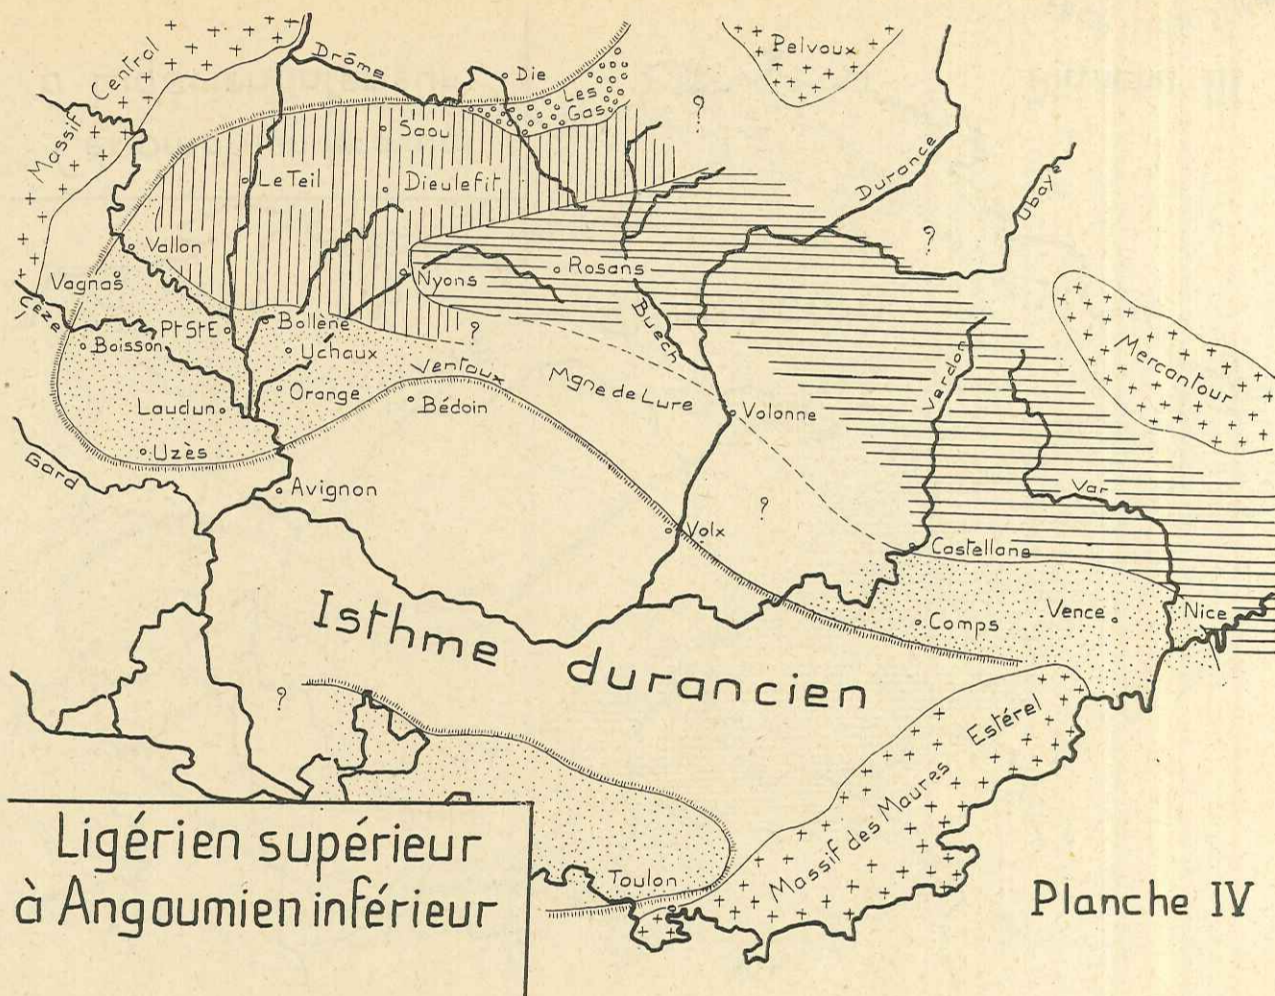 Massif Central
Drôme
Die
Les
Gas
Pelvoux
?
Saou
Le Teil
Dieulefit
Durance
Ubaye
?
Vallon
Vagnas
Nyons
Rosans
Cèze
Pt St E
Bollène
Buech
?
Boisson
Uchaux
Ventoux
Mgne de Lure
Verdon
Mercantour
Orange
Laudun
Bédoin
Volonne
Uzès
Gard
Avignon
Var
?
Volx
Castellane
Isthme durancien
Comps
Vence
Nice
?
Estérel
Massif des Maures
Toulon
Ligérien supérieur
à Angoumien inférieur
Planche IV